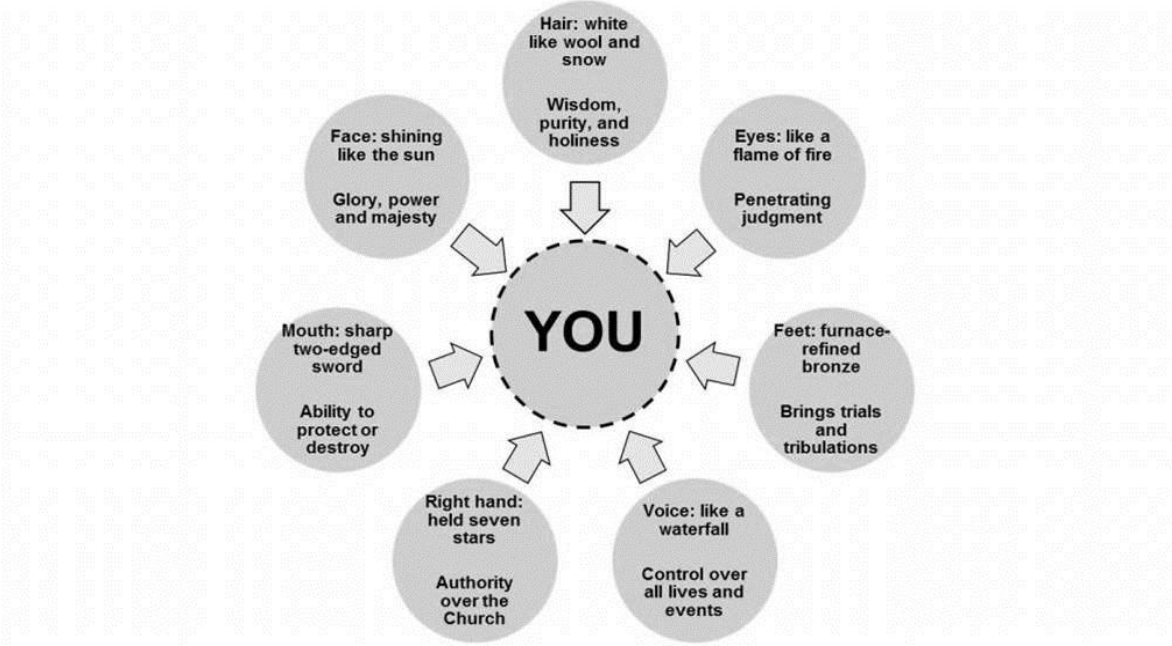 Hair: white
like wool and
snow
Wisdom,
purity, and
holiness
Eyes: like a
flame of fire
Penetrating
judgment
Feet: furnace-
refined
bronze
Brings trials
and
tribulations
Voice: like a
waterfall
Control over
all lives and
events
Right hand:
held seven
stars
Authority
over the
Church
Mouth: sharp
two-edged
sword
Ability to
protect or
destroy
Face: shining
like the sun
Glory, power
and majesty
YOU